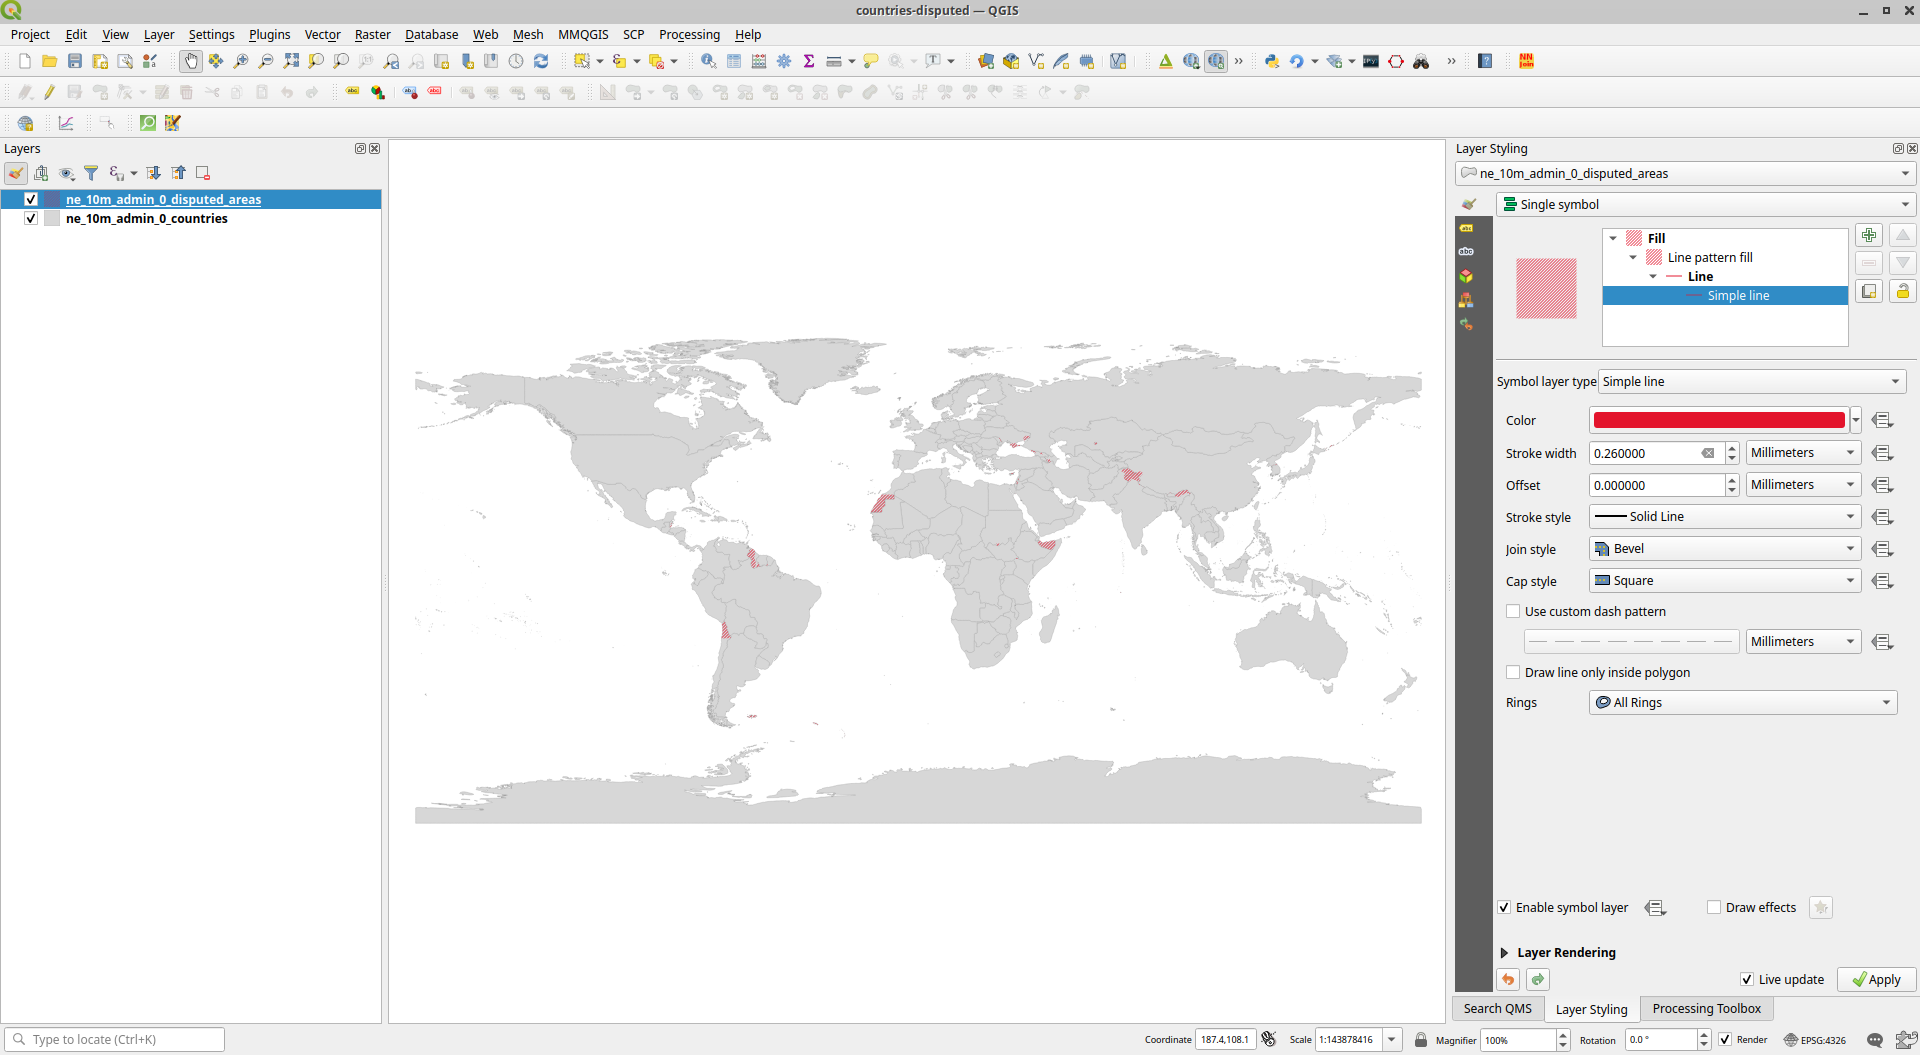 countries-disputed — QGIS
Project Edit View Layer Settings Plugins Vector Raster Database Web Mesh MMQGIS SCP Processing Help
Layers
ne_10m_admin_0_disputed_areas
ne_10m_admin_0_countries
Layer Styling
ne_10m_admin_0_disputed_areas
Single symbol
Fill
Line pattern fill
Line
Simple line
Symbol layer type Simple line
Color
Stroke width 0.260000 Millimeters
Offset 0.000000 Millimeters
Stroke style Solid Line
Join style Bevel
Cap style Square
Use custom dash pattern
Millimeters
Draw line only inside polygon
Rings All Rings
Enable symbol layer Draw effects
Layer Rendering
Live update Apply
Search QMS Layer Styling Processing Toolbox
Type to locate (Ctrl+K) Coordinate 187.4,108.1 Scale 1:143878416 Magnifier 100% Rotation 0.0 ° Render EPSG:4326